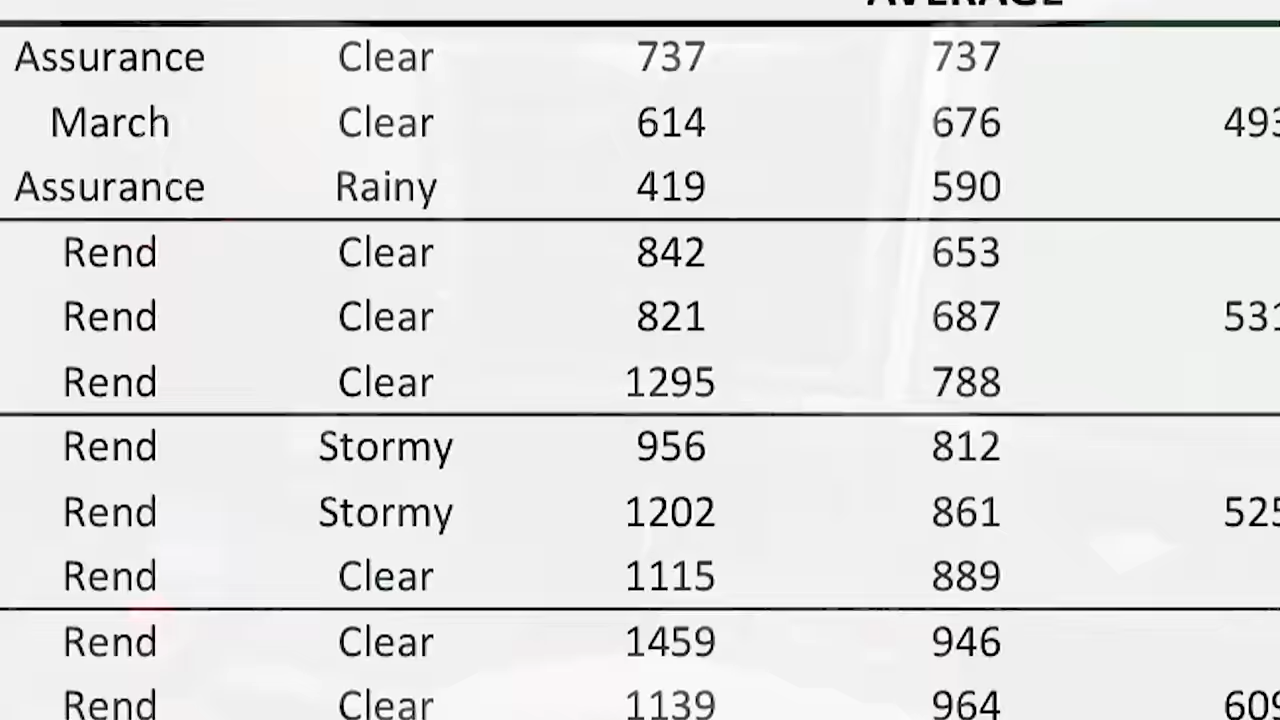 AVERAGE
Assurance Clear 737 737
March Clear 614 676 493
Assurance Rainy 419 590
Rend Clear 842 653
Rend Clear 821 687 531
Rend Clear 1295 788
Rend Stormy 956 812
Rend Stormy 1202 861 525
Rend Clear 1115 889
Rend Clear 1459 946
Rend Clear 1139 964 609